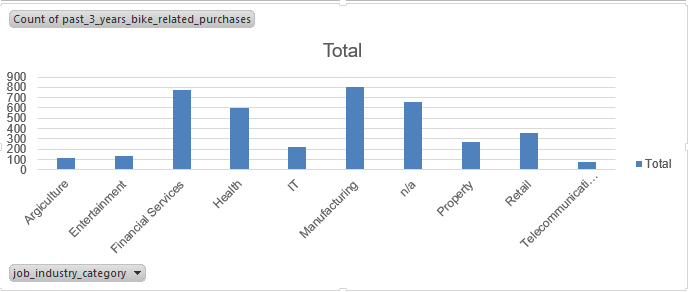 Count of past_3_years_bike_related_purchases
Total
900
800
700
600
500
400
300
200
100
0
Argiculture
Entertainment
Financial Services
Health
IT
Manufacturing
n/a
Property
Retail
Telecommunicati...
Total
job_industry_category